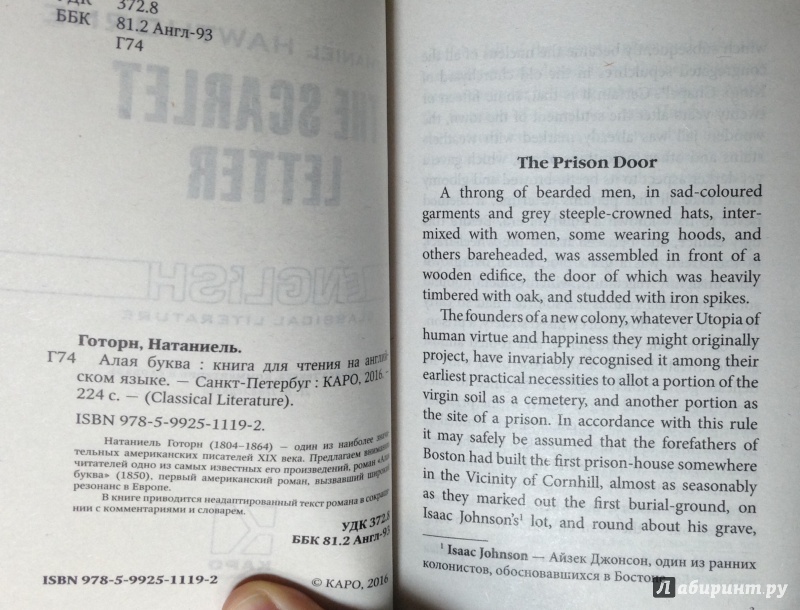 УДК 372.8
ББК 81.2 Англ-93
Г74
THE SCARLET
LETTER
ENGLISH
CLASSICAL LITERATURE
Готорн, Натаниель.
Г74 Алая буква : книга для чтения на англий-
ском языке. — Санкт-Петербург : КАРО, 2016. —
224 с. — (Classical Literature).
ISBN 978-5-9925-1119-2.
Натаниель Готорн (1804–1864) — один из наиболее
тельных американских писателей XIX века. Предлагаем
читателей одно из самых известных его произведений, роман
буква» (1850), первый американский роман, вызвавший широкий
резонанс в Европе.
В книге приводится неадаптированный текст романа в сокраще-
нии с комментариями и словарем.
УДК 372.8
ББК 81.2 Англ-93
КАРО
ISBN 978-5-9925-1119-2
© КАРО, 2016
The Prison Door
A throng of bearded men, in sad-coloured
garments and grey steeple-crowned hats, inter-
mixed with women, some wearing hoods, and
others bareheaded, was assembled in front of a
wooden edifice, the door of which was heavily
timbered with oak, and studded with iron spikes.
The founders of a new colony, whatever Utopia of
human virtue and happiness they might originally
project, have invariably recognised it among their
earliest practical necessities to allot a portion of the
virgin soil as a cemetery, and another portion as
the site of a prison. In accordance with this rule
it may safely be assumed that the forefathers of
Boston had built the first prison-house somewhere
in the Vicinity of Cornhill, almost as seasonably
as they marked out the first burial-ground, on
Isaac Johnson's¹ lot, and round about his grave,
¹ Isaac Johnson — Айзек Джонсон, один из ранних
колонистов, обосновавшихся в Бостоне.
Лабиринт.ру